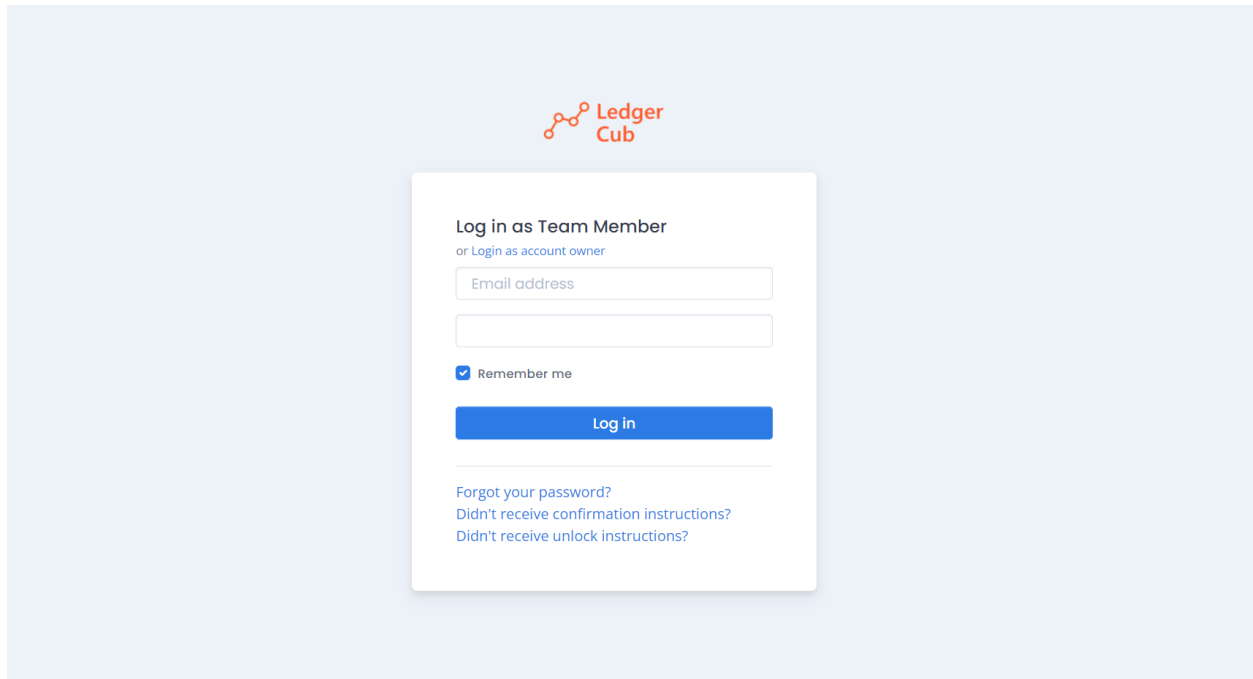 Ledger
Cub
Log in as Team Member
or Login as account owner
Email address
Remember me
Log in
Forgot your password?
Didn't receive confirmation instructions?
Didn't receive unlock instructions?